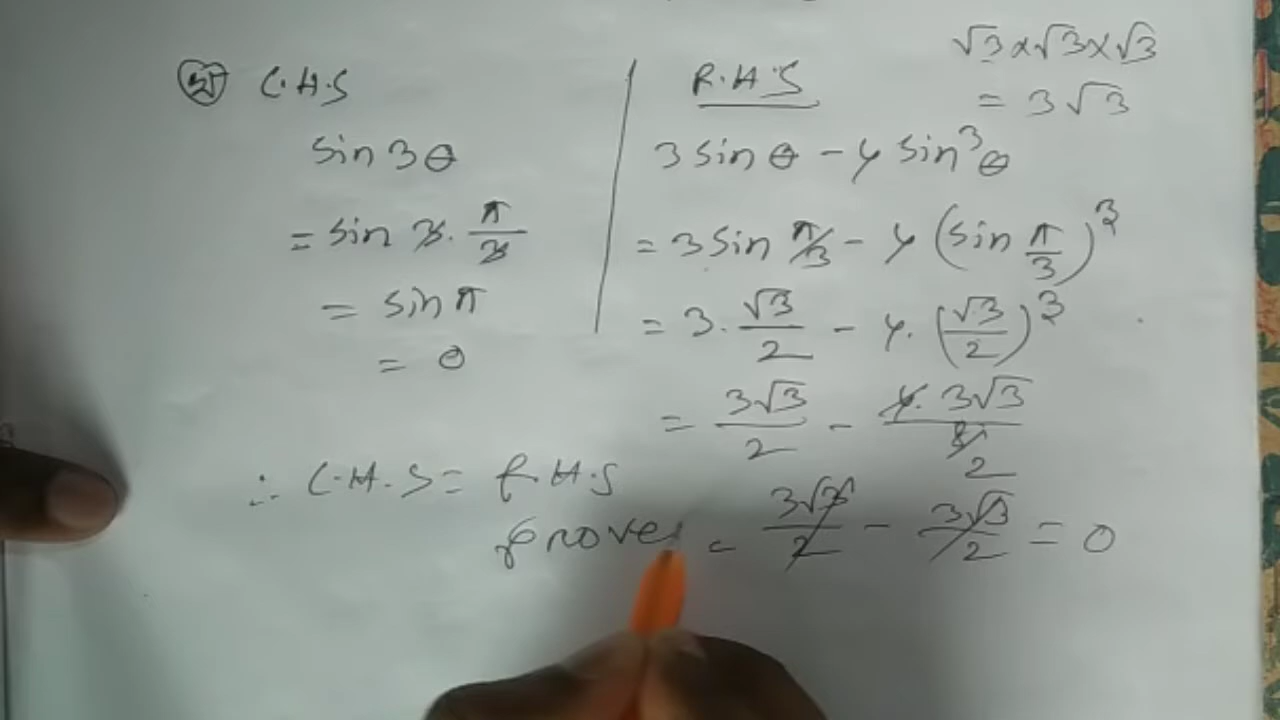 L.H.S
sin 3θ
= sin 3. π/3
= sin π
= 0
∴ L.H.S = R.H.S
Prove
R.H.S
3 sin θ - 4 sin³θ
= 3 sin π/3 - 4 (sin π/3)³
= 3. √3/2 - 4. (√3/2)³
= 3√3/2 - 4. 3√3/8 2
= 3√3/2 - 3√3/2 = 0
√3 x √3 x √3
= 3√3